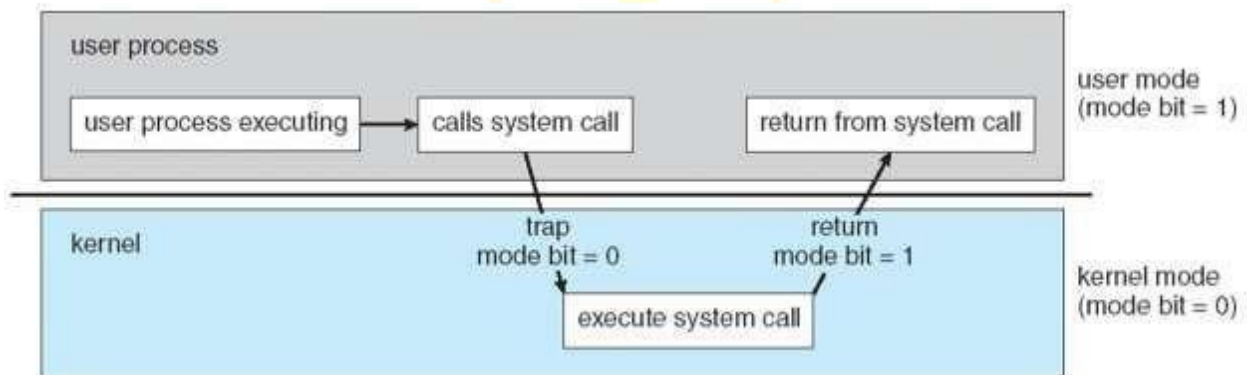 user process
user process executing
calls system call
return from system call
user mode
(mode bit = 1)
kernel
trap
mode bit = 0
return
mode bit = 1
execute system call
kernel mode
(mode bit = 0)